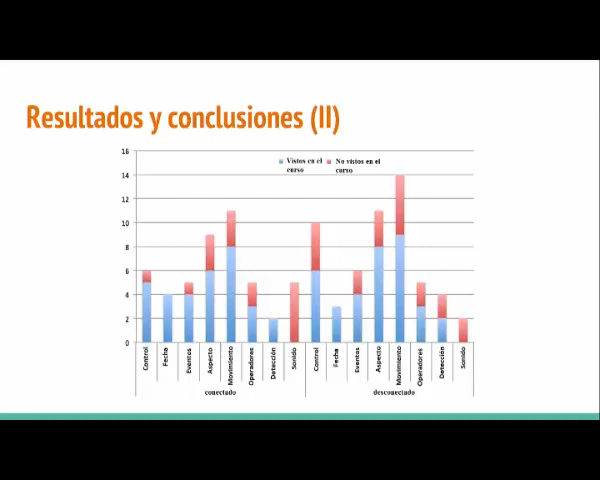 Resultados y conclusiones (II)
16
14
12
10
8
6
4
2
0
Vistos en el curso
No vistos en el curso
Control
Fecha
Eventos
Aspecto
Movimiento
Operadores
Detección
Sonido
Control
Fecha
Eventos
Aspecto
Movimiento
Operadores
Detección
Sonido
conectado
desconectado